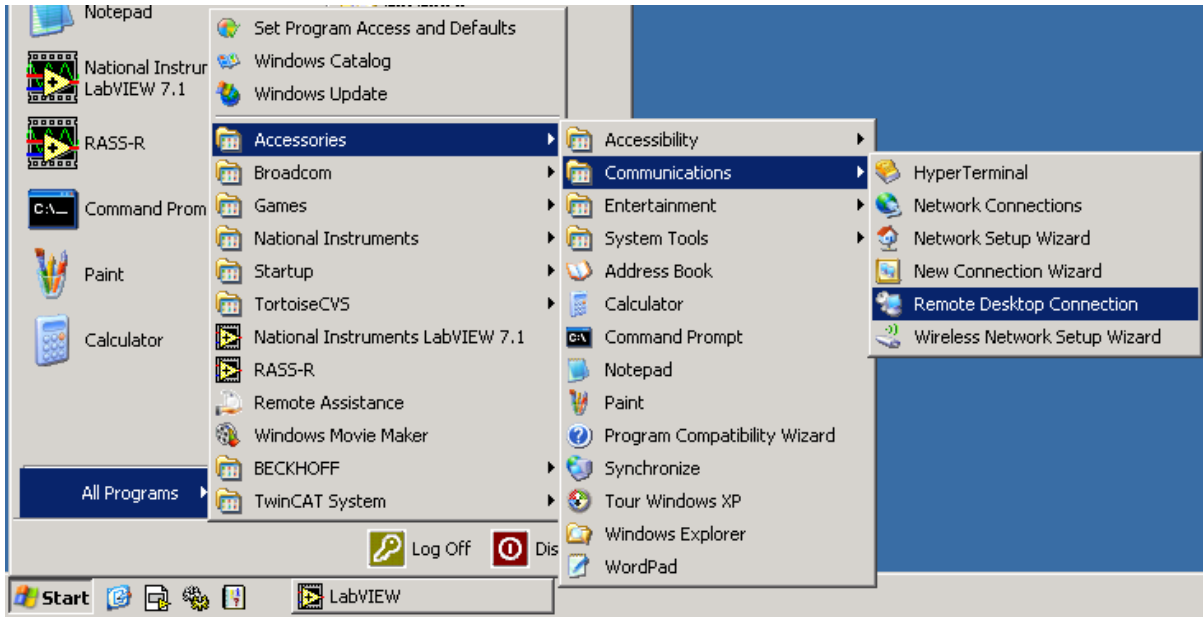 Notepad
National Instrur
LabVIEW 7.1
RASS-R
C:\_
Command Prom
Paint
Calculator
All Programs
Set Program Access and Defaults
Windows Catalog
Windows Update
Accessories
Broadcom
Games
National Instruments
Startup
TortoiseCVS
National Instruments LabVIEW 7.1
RASS-R
Remote Assistance
Windows Movie Maker
BECKHOFF
TwinCAT System
Accessibility
Communications
Entertainment
System Tools
Address Book
Calculator
Command Prompt
Notepad
Paint
Program Compatibility Wizard
Synchronize
Tour Windows XP
Windows Explorer
WordPad
HyperTerminal
Network Connections
Network Setup Wizard
New Connection Wizard
Remote Desktop Connection
Wireless Network Setup Wizard
Log Off
Dis
Start
LabVIEW